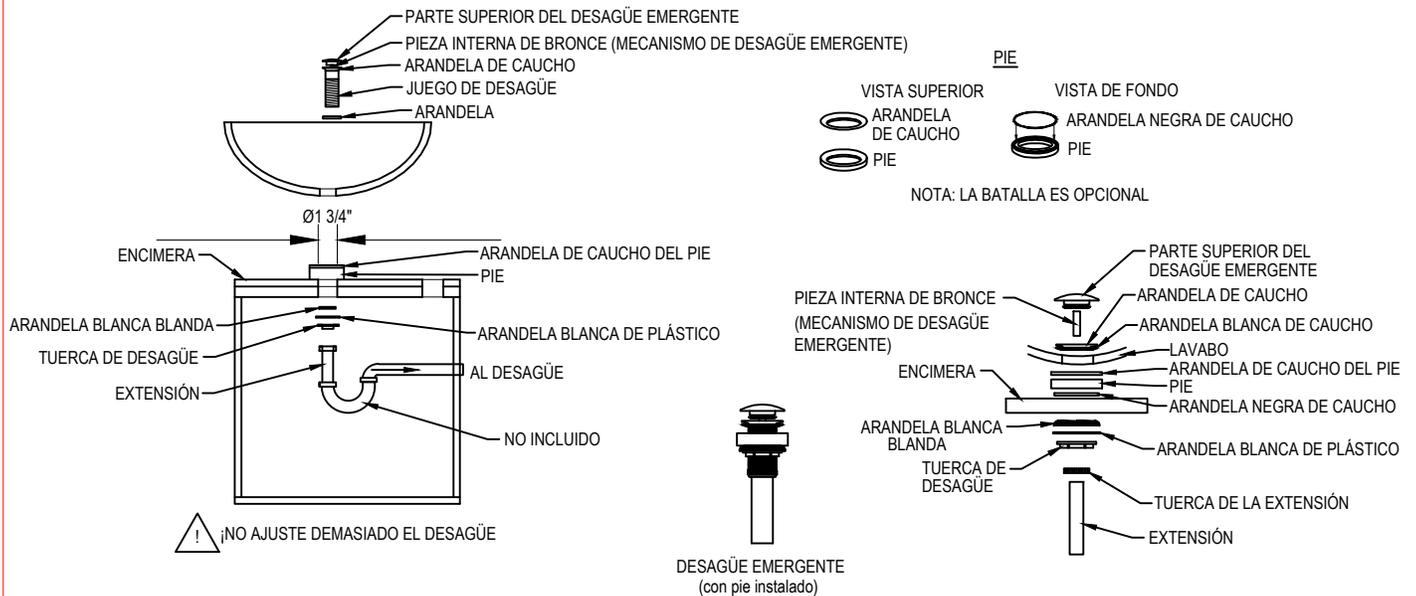 PARTE SUPERIOR DEL DESAGÜE EMERGENTE
PIEZA INTERNA DE BRONCE (MECANISMO DE DESAGÜE EMERGENTE)
ARANDELA DE CAUCHO
JUEGO DE DESAGÜE
ARANDELA
Ø1 3/4"
ENCIMERA
ARANDELA DE CAUCHO DEL PIE
PIE
ARANDELA BLANCA BLANDA
ARANDELA BLANCA DE PLÁSTICO
TUERCA DE DESAGÜE
EXTENSIÓN
AL DESAGÜE
NO INCLUIDO
!
¡NO AJUSTE DEMASIADO EL DESAGÜE
PIE
VISTA SUPERIOR
ARANDELA
DE CAUCHO
PIE
VISTA DE FONDO
ARANDELA NEGRA DE CAUCHO
PIE
NOTA: LA BATALLA ES OPCIONAL
DESAGÜE EMERGENTE
(con pie instalado)
PARTE SUPERIOR DEL
DESAGÜE EMERGENTE
PIEZA INTERNA DE BRONCE
(MECANISMO DE DESAGÜE
EMERGENTE)
ARANDELA DE CAUCHO
ARANDELA BLANCA DE CAUCHO
LAVABO
ARANDELA DE CAUCHO DEL PIE
PIE
ENCIMERA
ARANDELA NEGRA DE CAUCHO
ARANDELA BLANCA
BLANDA
ARANDELA BLANCA DE PLÁSTICO
TUERCA DE
DESAGÜE
TUERCA DE LA EXTENSIÓN
EXTENSIÓN